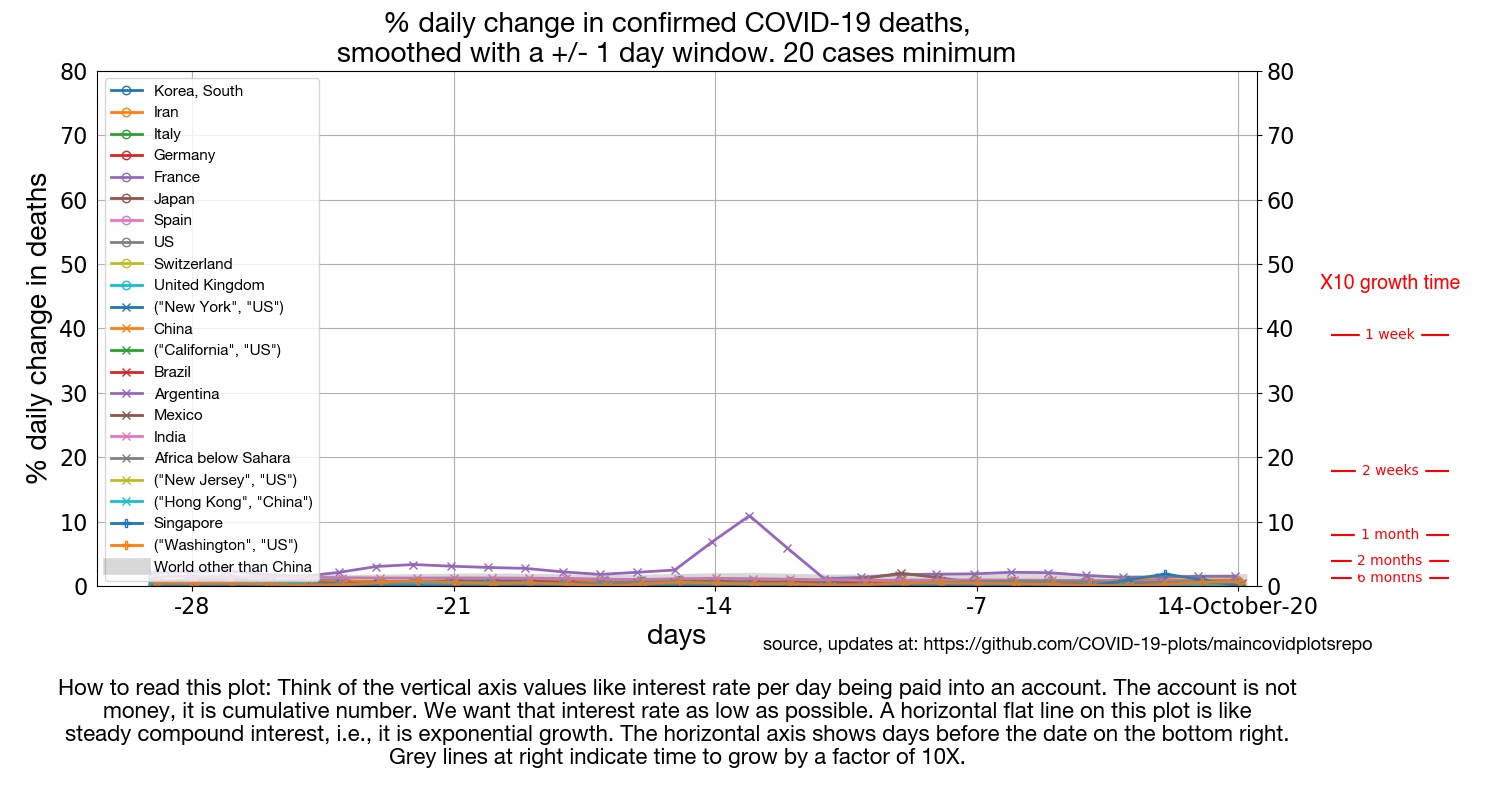 % daily change in confirmed COVID-19 deaths,
smoothed with a +/- 1 day window. 20 cases minimum
% daily change in deaths
80
70
60
50
40
30
20
10
0
Korea, South
Iran
Italy
Germany
France
Japan
Spain
US
Switzerland
United Kingdom
("New York", "US")
China
("California", "US")
Brazil
Argentina
Mexico
India
Africa below Sahara
("New Jersey", "US")
("Hong Kong", "China")
Singapore
("Washington", "US")
World other than China
80
70
60
50
40
30
20
10
0
X10 growth time
1 week
2 weeks
1 month
2 months
6 months
-28
-21
-14
-7
14-October-20
days
source, updates at: https://github.com/COVID-19-plots/maincovidplotsrepo
How to read this plot: Think of the vertical axis values like interest rate per day being paid into an account. The account is not
money, it is cumulative number. We want that interest rate as low as possible. A horizontal flat line on this plot is like
steady compound interest, i.e., it is exponential growth. The horizontal axis shows days before the date on the bottom right.
Grey lines at right indicate time to grow by a factor of 10X.